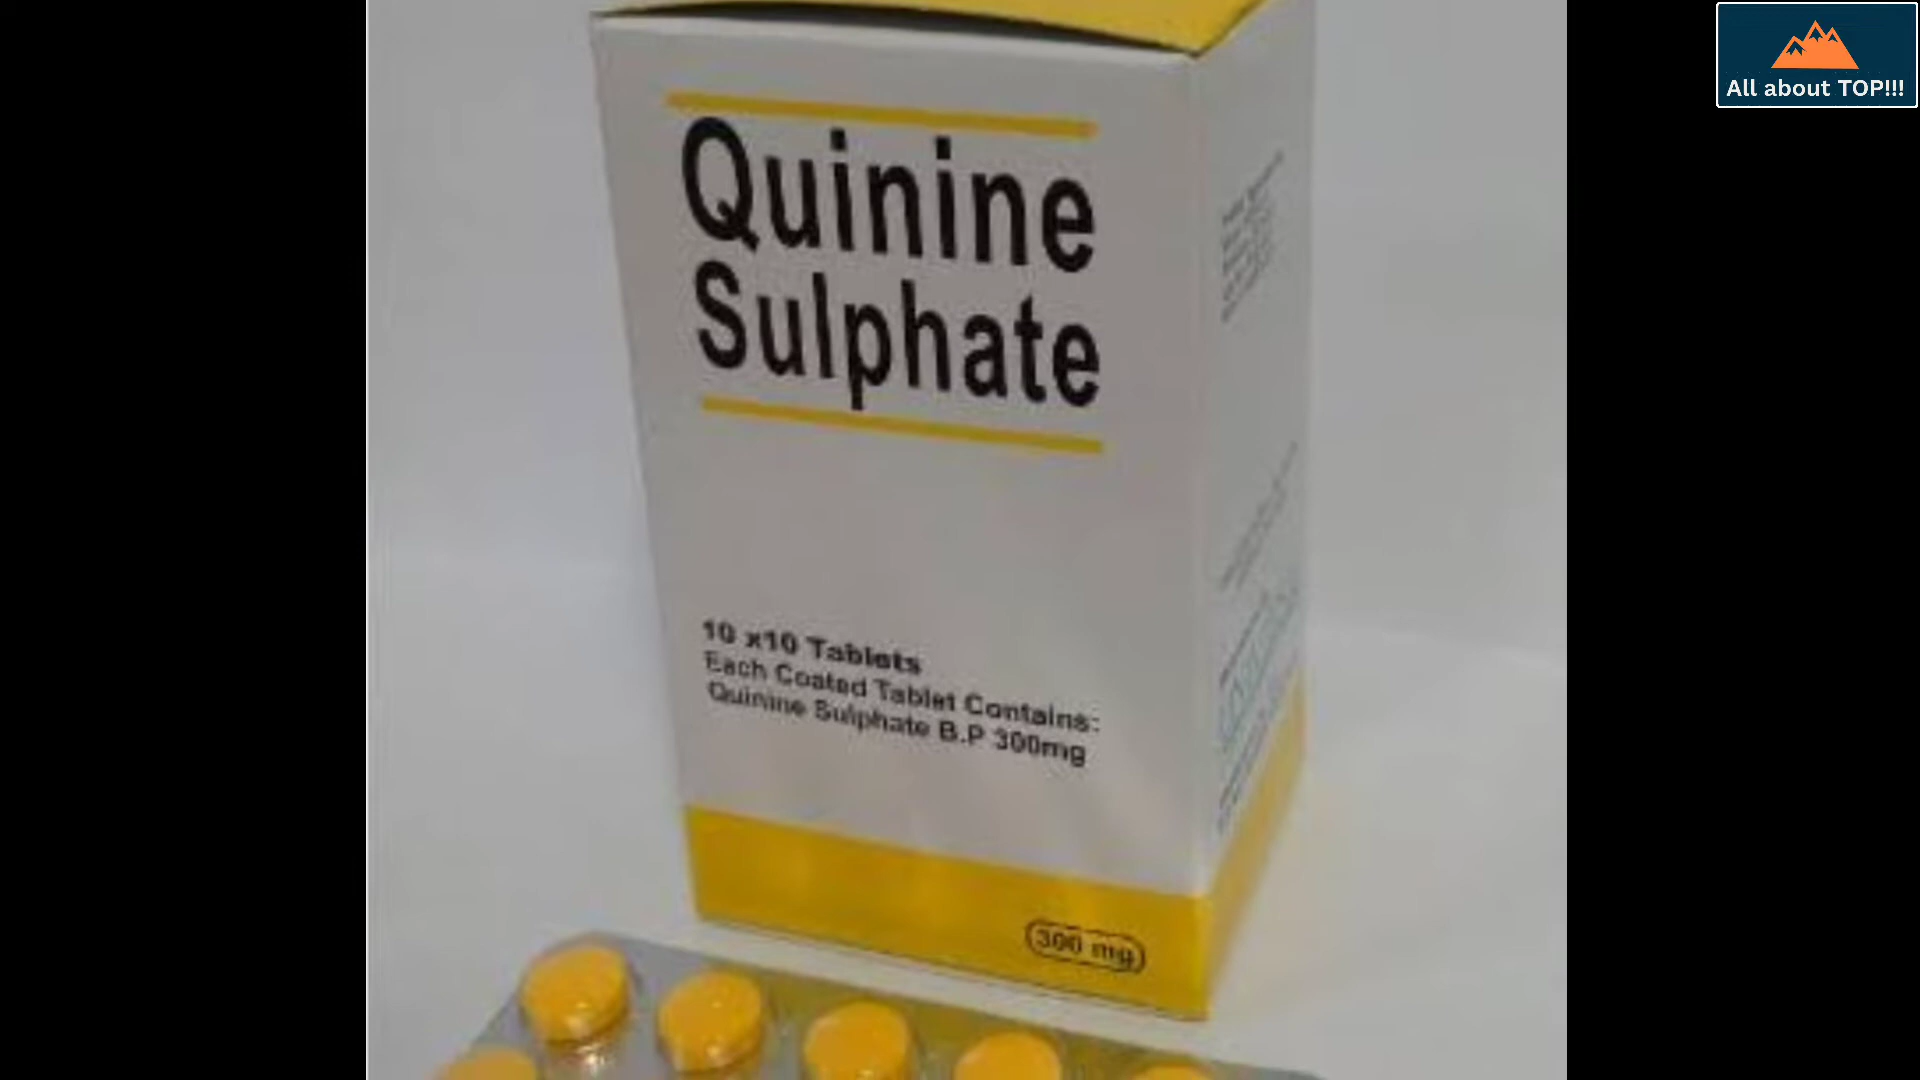 All about TOP!!!
Quinine
Sulphate
10 x10 Tablets
Each Coated Tablet Contains:
Quinine Sulphate B.P 300mg
300 mg